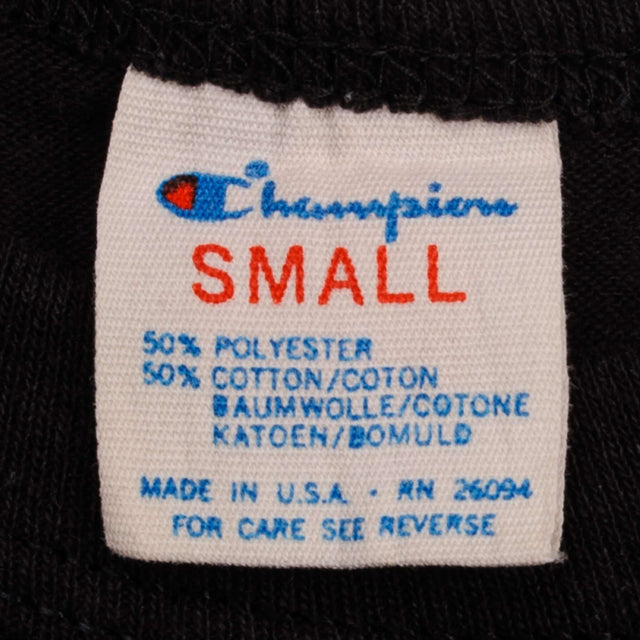 Champion
SMALL
50% POLYESTER
50% COTTON/COTON
BAUMWOLLE/COTONE
KATOEN/BOMULD
MADE IN U.S.A. · RN 26094
FOR CARE SEE REVERSE